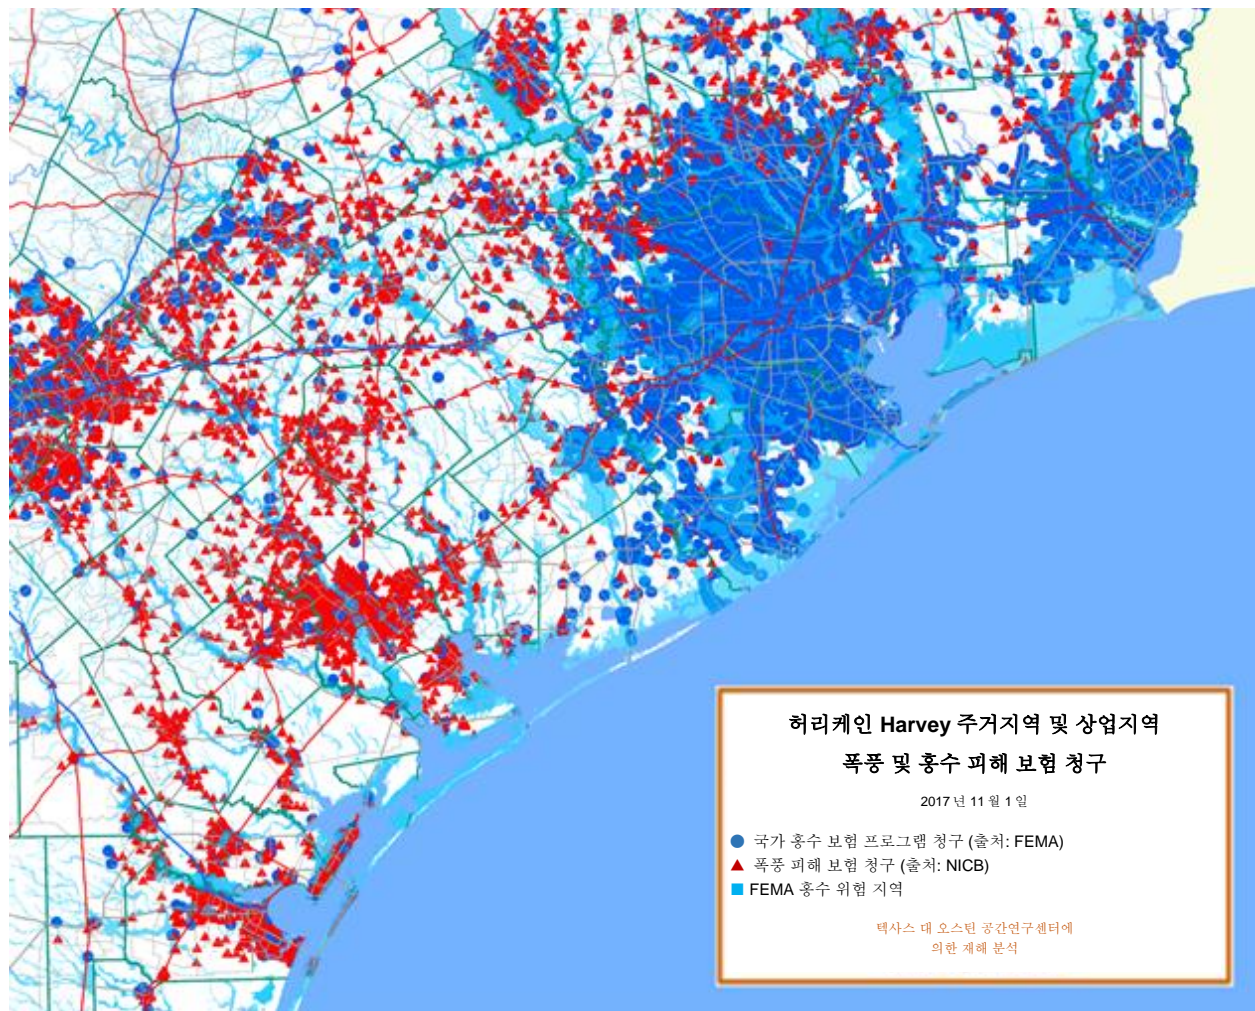 허리케인 Harvey 주거지역 및 상업지역
폭풍 및 홍수 피해 보험 청구
2017 년 11 월 1 일
국가 홍수 보험 프로그램 청구 (출처: FEMA)
폭풍 피해 보험 청구 (출처: NICB)
FEMA 홍수 위험 지역
텍사스 대 오스틴 공간연구센터에
의한 재해 분석